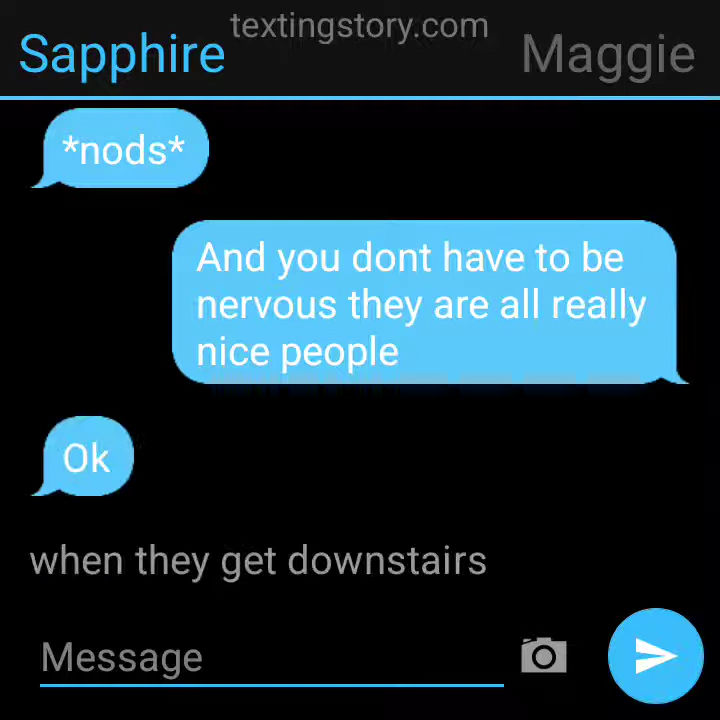 textingstory.com
Sapphire
Maggie
*nods*
And you dont have to be
nervous they are all really
nice people
Ok
when they get downstairs
Message